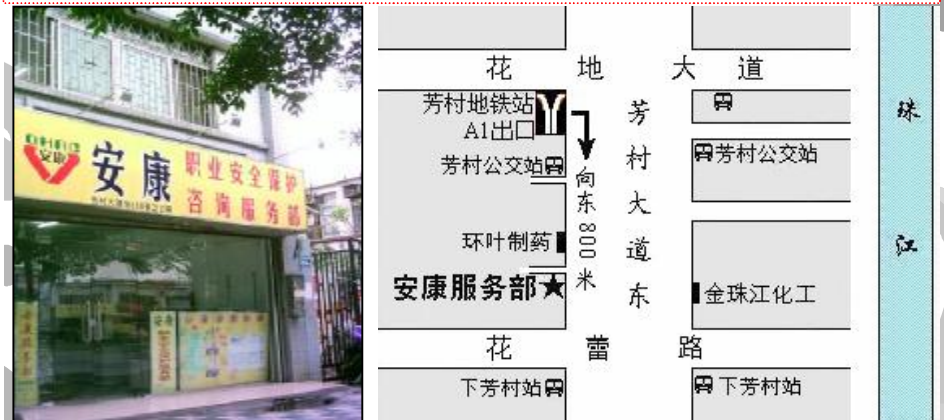 安康
安康
职业安全保护
咨询服务部
安康
花地大道
芳村地铁站
A1出口
芳村公交站
向东800米
环叶制药
安康服务部
芳村大道东
芳村公交站
金珠江化工
花蕾路
下芳村站
下芳村站
珠江